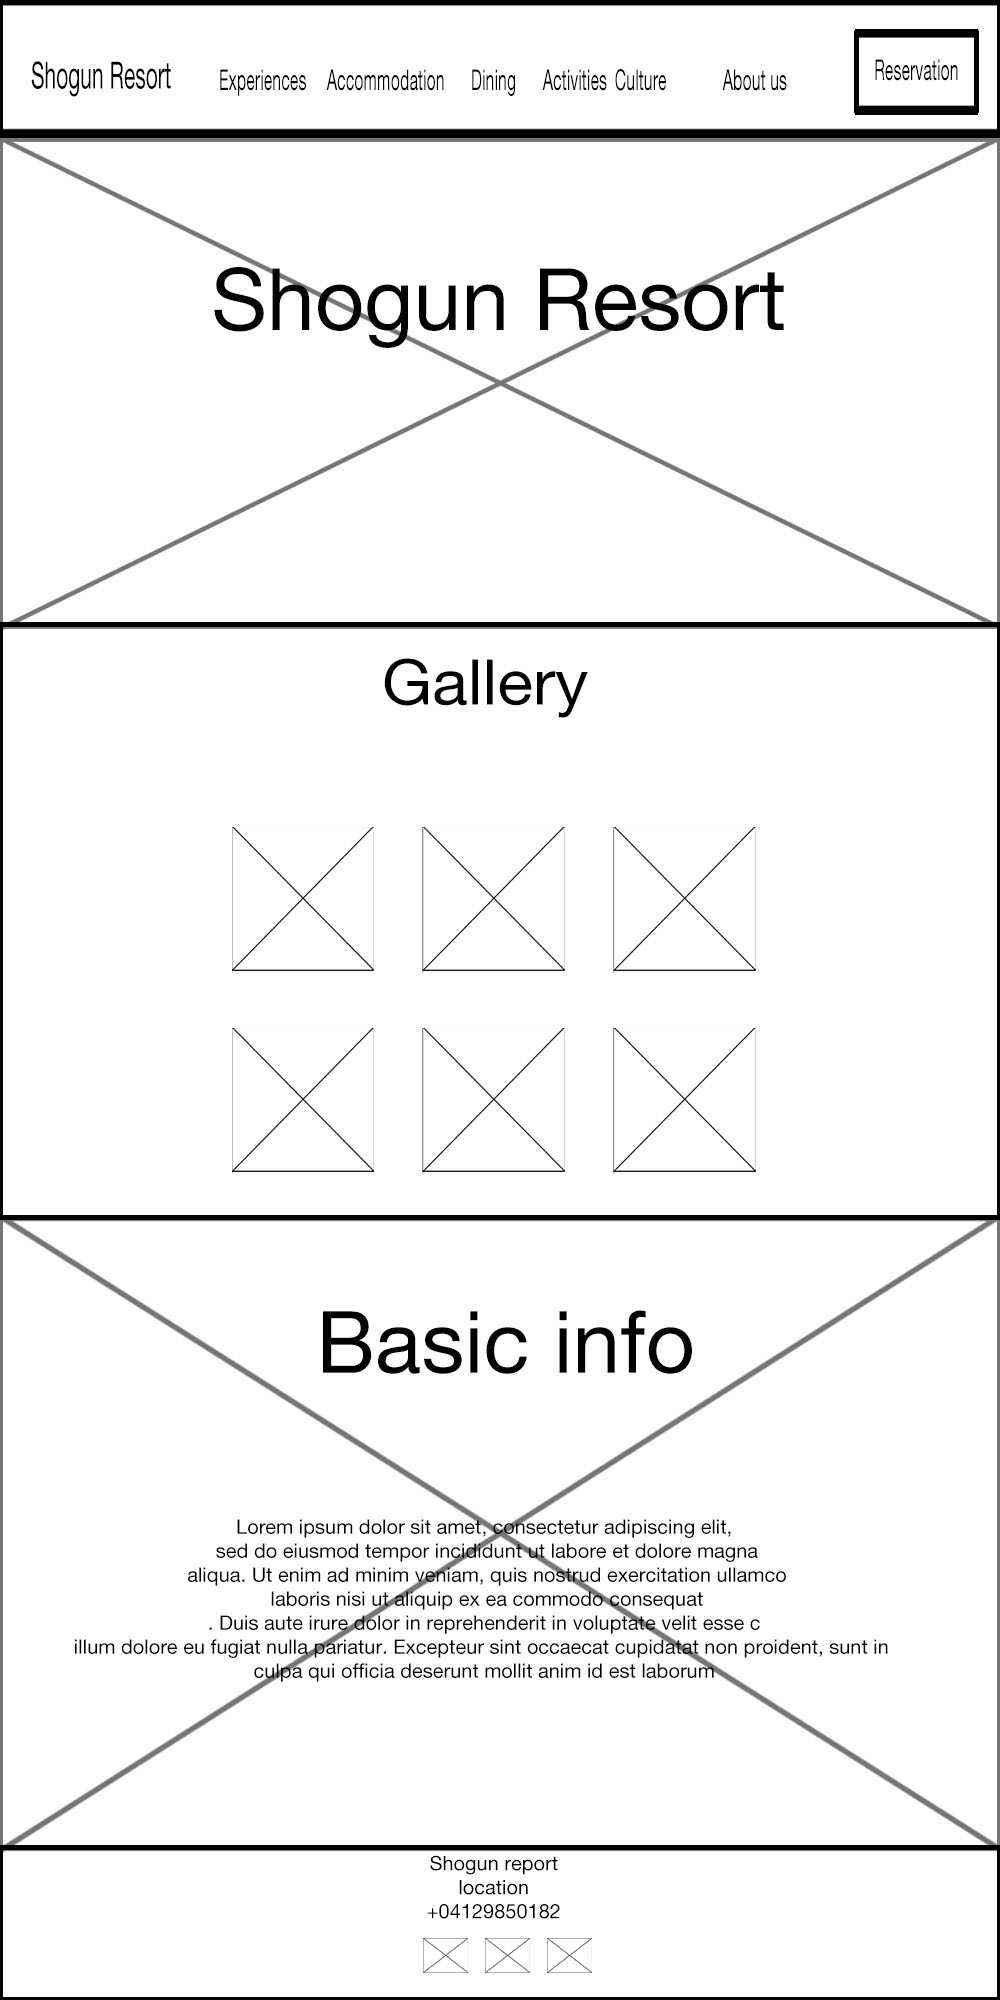 Shogun Resort Experiences Accommodation Dining Activities Culture About us Reservation
Shogun Resort
Gallery
Basic info
Lorem ipsum dolor sit amet, consectetur adipiscing elit,
sed do eiusmod tempor incididunt ut labore et dolore magna
aliqua. Ut enim ad minim veniam, quis nostrud exercitation ullamco
laboris nisi ut aliquip ex ea commodo consequat
. Duis aute irure dolor in reprehenderit in voluptate velit esse c
illum dolore eu fugiat nulla pariatur. Excepteur sint occaecat cupidatat non proident, sunt in
culpa qui officia deserunt mollit anim id est laborum
Shogun report
location
+04129850182